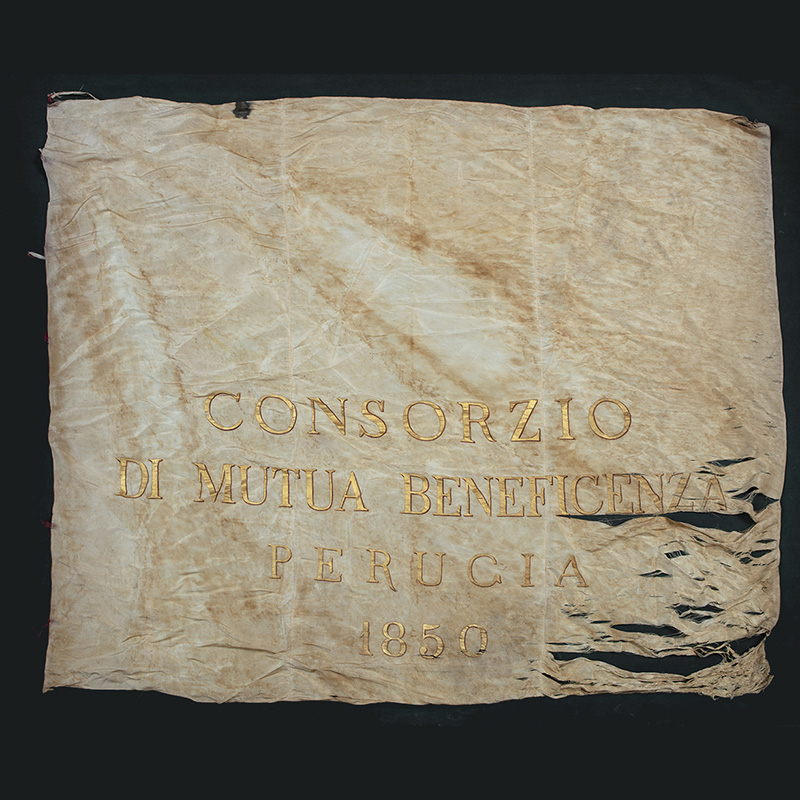 CONSORZIO
DI MUTUA BENEFICENZA
PERUGIA
1850